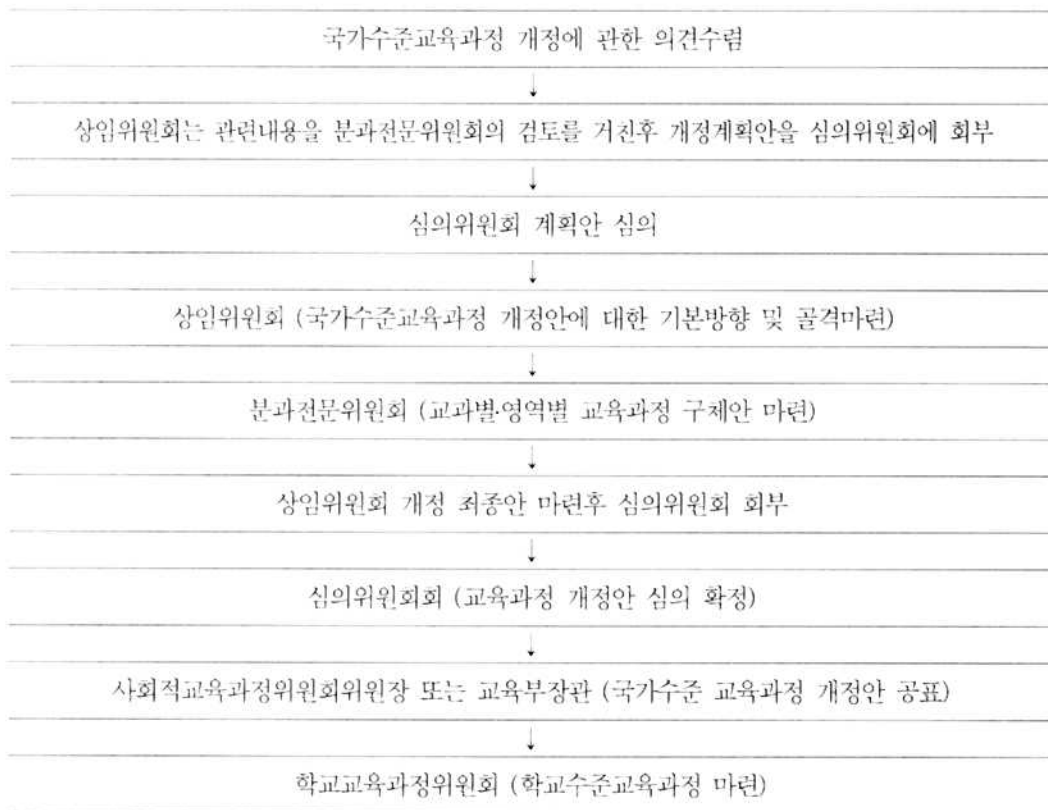 국가수준교육과정 개정에 관한 의견수렴
↓
상임위원회는 관련내용을 분과전문위원회의 검토를 거친후 개정계획안을 심의위원회에 회부
↓
심의위원회 계획안 심의
↓
상임위원회 (국가수준교육과정 개정안에 대한 기본방향 및 골격마련)
↓
분과전문위원회 (교과별·영역별 교육과정 구체안 마련)
↓
상임위원회 개정 최종안 마련후 심의위원회 회부
↓
심의위원회회 (교육과정 개정안 심의 확정)
↓
사회적교육과정위원회위원장 또는 교육부장관 (국가수준 교육과정 개정안 공표)
↓
학교교육과정위원회 (학교수준교육과정 마련)